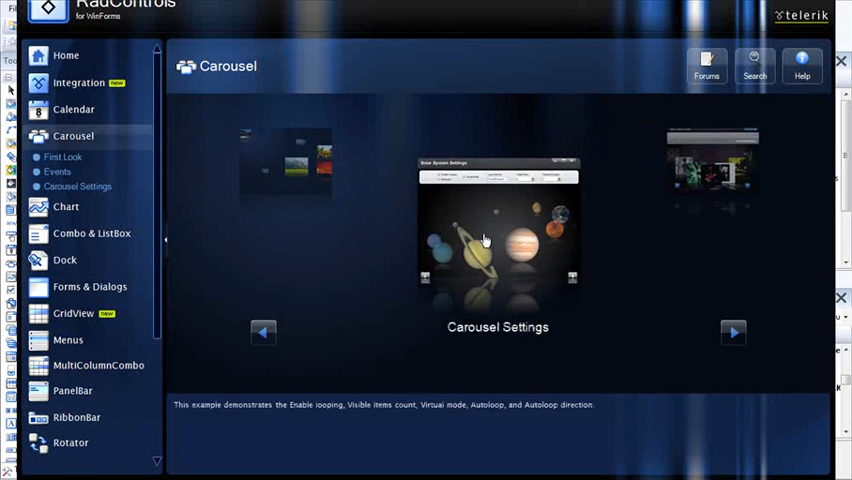 RadControls
for WinForms
telerik
Home
Integration new
Calendar
8
Carousel
First Look
Events
Carousel Settings
Chart
Combo & ListBox
Dock
Forms & Dialogs
GridView new
Menus
MultiColumnCombo
PanelBar
RibbonBar
Rotator
Carousel
Forums
Search
Help
Solar System Settings
Carousel Settings
This example demonstrates the Enable looping, Visible items count, Virtual mode, Autoloop, and Autoloop direction.